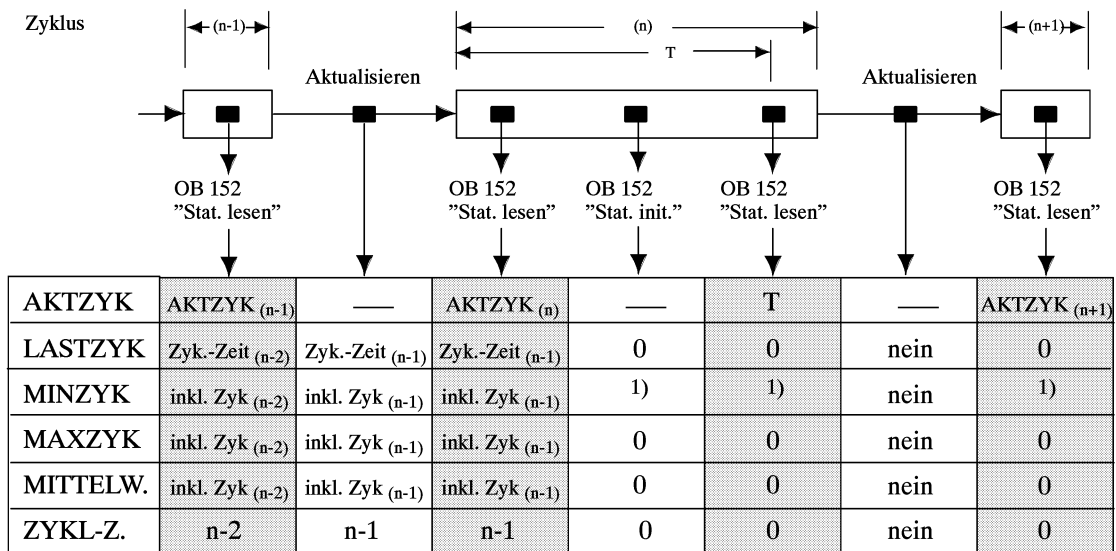 Zyklus
(n-1)
(n)
(n+1)
T
Aktualisieren
Aktualisieren
OB 152
"Stat. lesen"
OB 152
"Stat. lesen"
OB 152
"Stat. init."
OB 152
"Stat. lesen"
OB 152
"Stat. lesen"
AKTZYK AKTZYK (n-1) — AKTZYK (n) — T — AKTZYK (n+1)
LASTZYK Zyk.-Zeit (n-2) Zyk.-Zeit (n-1) Zyk.-Zeit (n-1) 0 0 nein 0
MINZYK inkl. Zyk (n-2) inkl. Zyk (n-1) inkl. Zyk (n-1) 1) 1) nein 1)
MAXZYK inkl. Zyk (n-2) inkl. Zyk (n-1) inkl. Zyk (n-1) 0 0 nein 0
MITTELW. inkl. Zyk (n-2) inkl. Zyk (n-1) inkl. Zyk (n-1) 0 0 nein 0
ZYKL-Z. n-2 n-1 n-1 0 0 nein 0